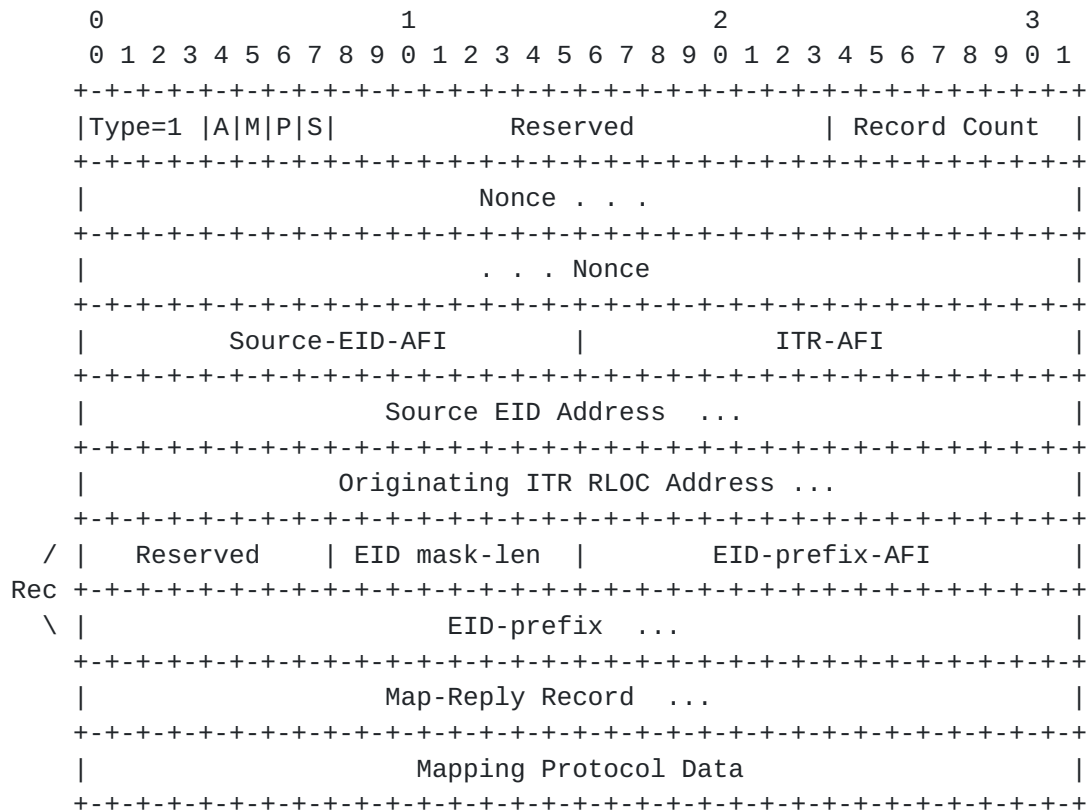 0                   1                   2                   3
 0 1 2 3 4 5 6 7 8 9 0 1 2 3 4 5 6 7 8 9 0 1 2 3 4 5 6 7 8 9 0 1
+-+-+-+-+-+-+-+-+-+-+-+-+-+-+-+-+-+-+-+-+-+-+-+-+-+-+-+-+-+-+-+-+
|Type=1 |A|M|P|S|           Reserved            | Record Count  |
+-+-+-+-+-+-+-+-+-+-+-+-+-+-+-+-+-+-+-+-+-+-+-+-+-+-+-+-+-+-+-+-+
|                         Nonce . . .                           |
+-+-+-+-+-+-+-+-+-+-+-+-+-+-+-+-+-+-+-+-+-+-+-+-+-+-+-+-+-+-+-+-+
|                         . . . Nonce                           |
+-+-+-+-+-+-+-+-+-+-+-+-+-+-+-+-+-+-+-+-+-+-+-+-+-+-+-+-+-+-+-+-+
|         Source-EID-AFI        |            ITR-AFI            |
+-+-+-+-+-+-+-+-+-+-+-+-+-+-+-+-+-+-+-+-+-+-+-+-+-+-+-+-+-+-+-+-+
|                   Source EID Address  ...                     |
+-+-+-+-+-+-+-+-+-+-+-+-+-+-+-+-+-+-+-+-+-+-+-+-+-+-+-+-+-+-+-+-+
|                Originating ITR RLOC Address ...               |
+-+-+-+-+-+-+-+-+-+-+-+-+-+-+-+-+-+-+-+-+-+-+-+-+-+-+-+-+-+-+-+-+
/ |   Reserved    | EID mask-len  |        EID-prefix-AFI         |
Rec +-+-+-+-+-+-+-+-+-+-+-+-+-+-+-+-+-+-+-+-+-+-+-+-+-+-+-+-+-+-+-+-+
\ |                       EID-prefix  ...                         |
+-+-+-+-+-+-+-+-+-+-+-+-+-+-+-+-+-+-+-+-+-+-+-+-+-+-+-+-+-+-+-+-+
|                   Map-Reply Record  ...                       |
+-+-+-+-+-+-+-+-+-+-+-+-+-+-+-+-+-+-+-+-+-+-+-+-+-+-+-+-+-+-+-+-+
|                     Mapping Protocol Data                     |
+-+-+-+-+-+-+-+-+-+-+-+-+-+-+-+-+-+-+-+-+-+-+-+-+-+-+-+-+-+-+-+-+